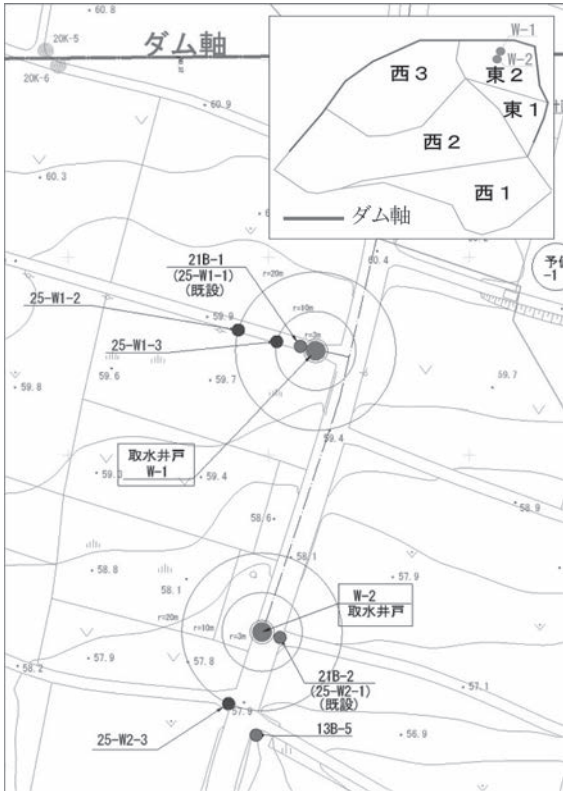 60.8
20K-5
ダム軸
20K-6
60.9
60.3
W-1
W-2
西3
東2
東1
西2
西1
ダム軸
60.4
予備
-1
21B-1
(25-W1-1)
(既設)
r=20m
r=10m
r=3m
25-W1-2
59.9
25-W1-3
59.8
59.6
59.7
59.7
59.4
取水井戸
W-1
59.4
58.9
58.6
58.1
58.8
58.1
57.9
W-2
取水井戸
r=20m
r=10m
r=3m
58.2
57.9
57.8
21B-2
(25-W2-1)
(既設)
57.1
57.9
25-W2-3
13B-5
56.9